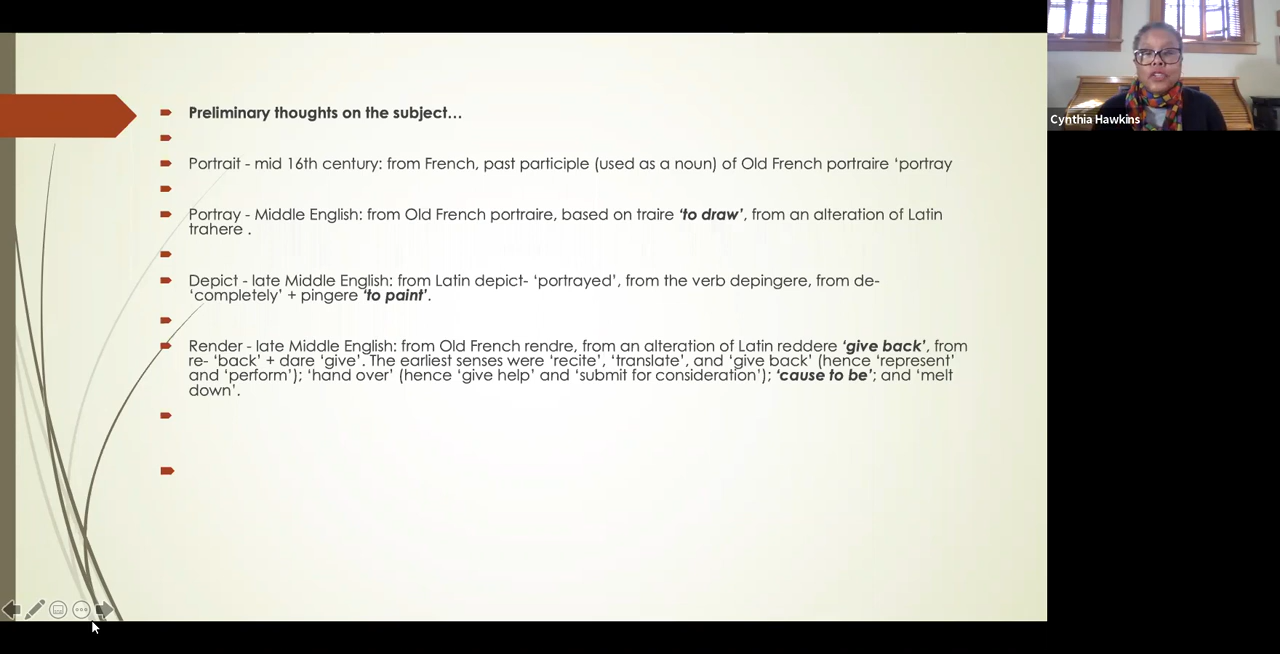 Preliminary thoughts on the subject…
Portrait - mid 16th century: from French, past participle (used as a noun) of Old French portraire ‘portray
Portray - Middle English: from Old French portraire, based on traire ‘to draw’, from an alteration of Latin
trahere .
Depict - late Middle English: from Latin depict- ‘portrayed’, from the verb depingere, from de-
‘completely’ + pingere ‘to paint’.
Render - late Middle English: from Old French rendre, from an alteration of Latin reddere ‘give back’, from
re- ‘back’ + dare ‘give’. The earliest senses were ‘recite’, ‘translate’, and ‘give back’ (hence ‘represent’
and ‘perform’); ‘hand over’ (hence ‘give help’ and ‘submit for consideration’); ‘cause to be’; and ‘melt
down’.
Cynthia Hawkins